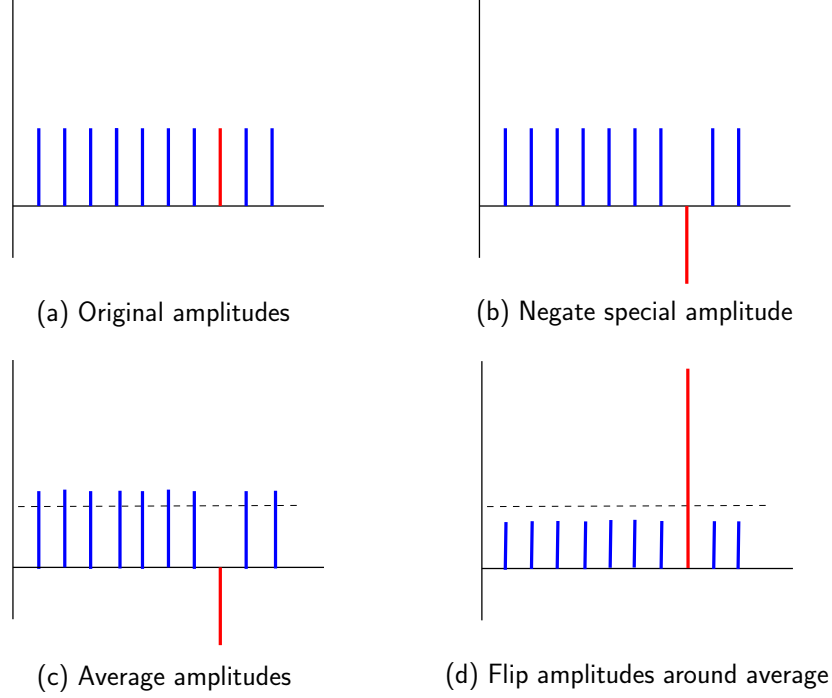 (a) Original amplitudes
(b) Negate special amplitude
(c) Average amplitudes
(d) Flip amplitudes around average